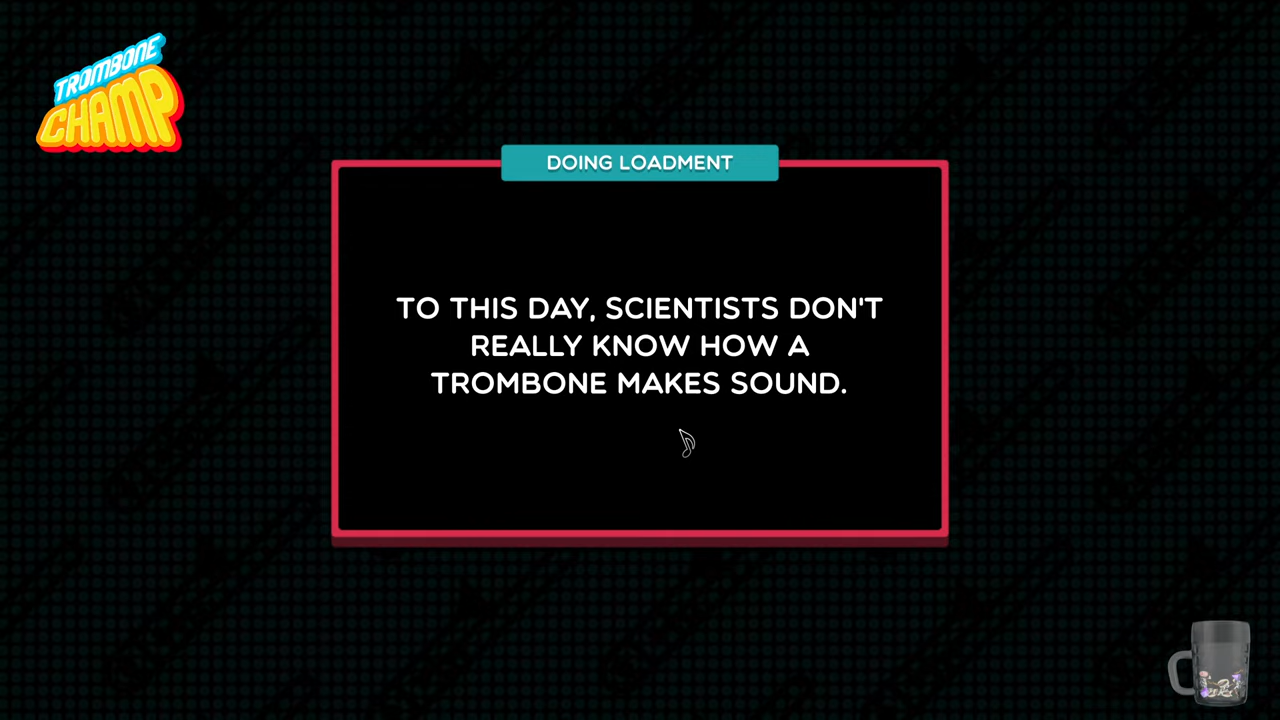 TROMBONE
CHAMP
DOING LOADMENT
TO THIS DAY, SCIENTISTS DON'T
REALLY KNOW HOW A
TROMBONE MAKES SOUND.